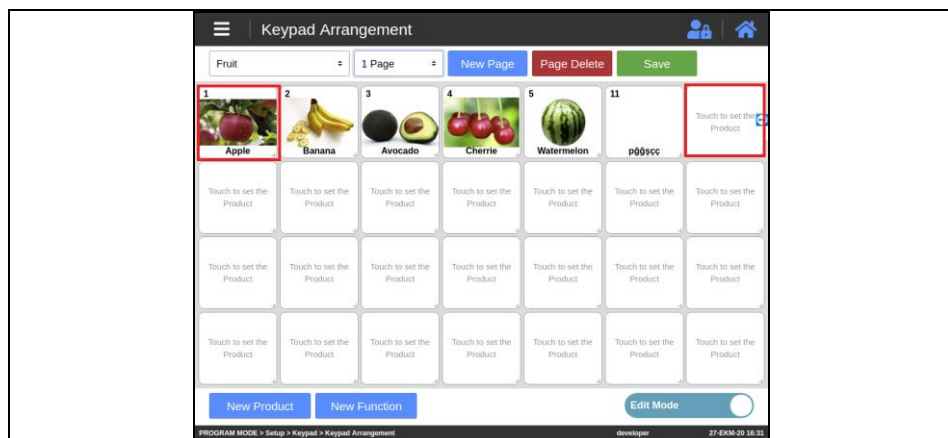 Keypad Arrangement
Fruit
1 Page
New Page
Page Delete
Save
1
Apple
2
Banana
3
Avocado
4
Cherrie
5
Watermelon
11
pğğşçç
Touch to set the
Product
Touch to set the
Product
Touch to set the
Product
Touch to set the
Product
Touch to set the
Product
Touch to set the
Product
Touch to set the
Product
Touch to set the
Product
Touch to set the
Product
Touch to set the
Product
Touch to set the
Product
Touch to set the
Product
Touch to set the
Product
Touch to set the
Product
Touch to set the
Product
Touch to set the
Product
Touch to set the
Product
Touch to set the
Product
Touch to set the
Product
Touch to set the
Product
Touch to set the
Product
Touch to set the
Product
New Product
New Function
Edit Mode
PROGRAM MODE > Setup > Keypad > Keypad Arrangement
developer
27-EKM-20 16:31